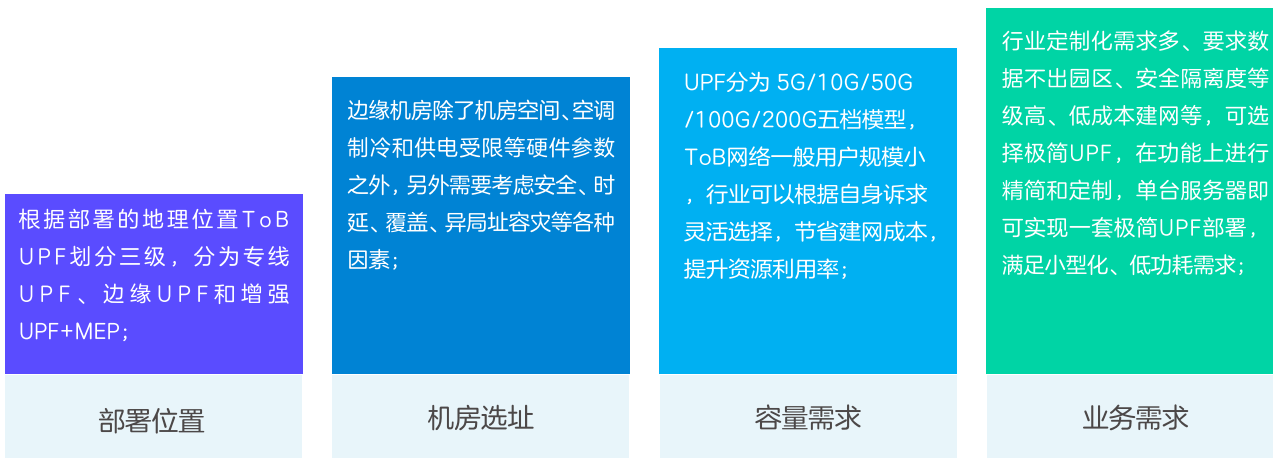 根据部署的地理位置ToB
UPF划分三级，分为专线
UPF、边缘UPF和增强
UPF+MEP;
部署位置
边缘机房除了机房空间、空调
制冷和供电受限等硬件参数
之外，另外需要考虑安全、时
延、覆盖、异局址容灾等各种
因素;
机房选址
UPF分为 5G/10G/50G
/100G/200G五档模型，
ToB网络一般用户规模小
，行业可以根据自身诉求
灵活选择，节省建网成本，
提升资源利用率;
容量需求
行业定制化需求多、要求数
据不出园区、安全隔离度等
级高、低成本建网等，可选
择极简UPF，在功能上进行
精简和定制，单台服务器即
可实现一套极简UPF部署，
满足小型化、低功耗需求;
业务需求